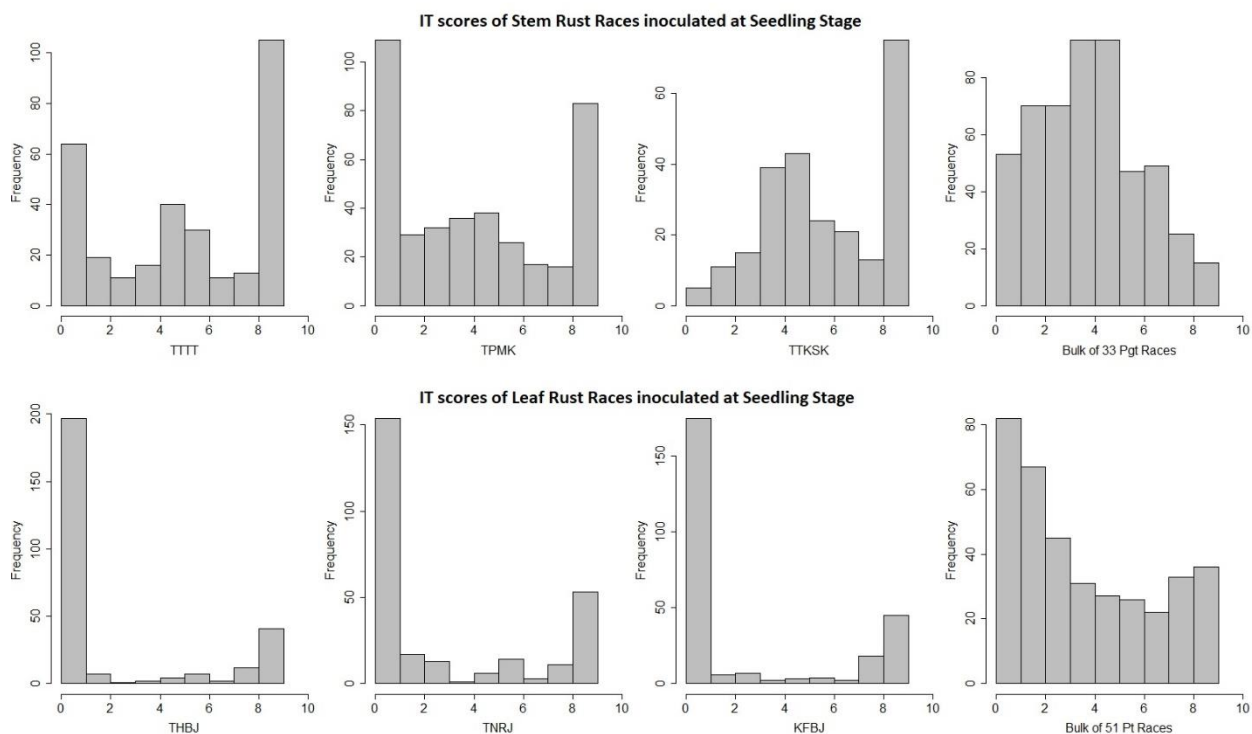 IT scores of Stem Rust Races inoculated at Seedling Stage
Frequency
0 20 40 60 80 100
0 2 4 6 8 10
TTTT
Frequency
0 20 40 60 80 100
0 2 4 6 8 10
TPMK
Frequency
0 20 40 60
0 2 4 6 8 10
TTKSK
Frequency
0 20 40 60 80
0 2 4 6 8 10
Bulk of 33 Pgt Races
IT scores of Leaf Rust Races inoculated at Seedling Stage
Frequency
0 50 100 150 200
0 2 4 6 8 10
THBJ
Frequency
0 50 100 150
0 2 4 6 8 10
TNRJ
Frequency
0 50 100 150
0 2 4 6 8 10
KFBJ
Frequency
0 20 40 60 80
0 2 4 6 8 10
Bulk of 51 Pt Races